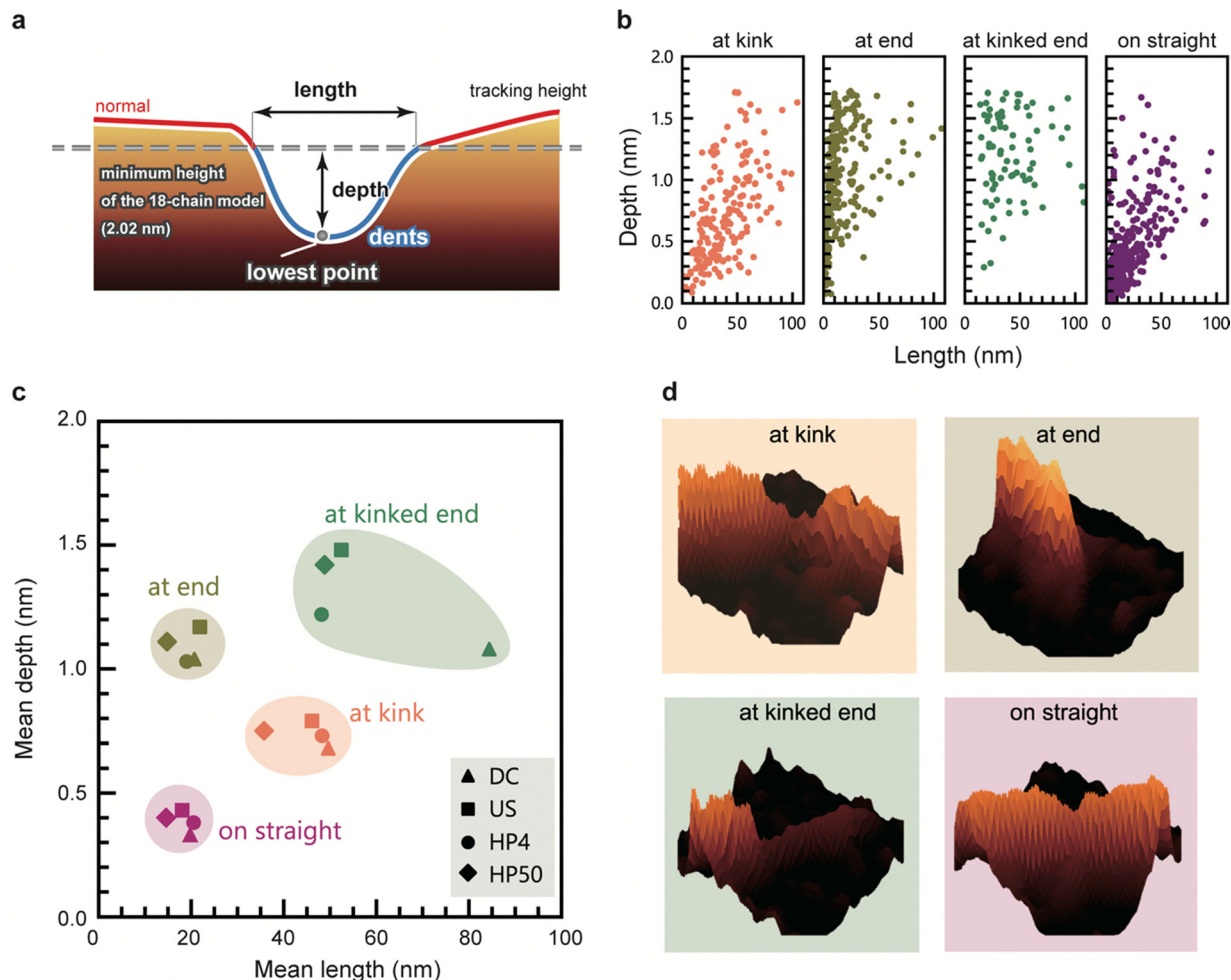 a
normal
length
tracking height
minimum height
of the 18-chain model
(2.02 nm)
depth
dents
lowest point
b
at kink
at end
at kinked end
on straight
2.0
1.5
1.0
0.5
0.0
Depth (nm)
0 50 100
0 50 100
0 50 100
0 50 100
Length (nm)
c
2.0
1.5
1.0
0.5
0.0
Mean depth (nm)
at kinked end
at end
at kink
on straight
DC
US
HP4
HP50
0 20 40 60 80 100
Mean length (nm)
d
at kink
at end
at kinked end
on straight